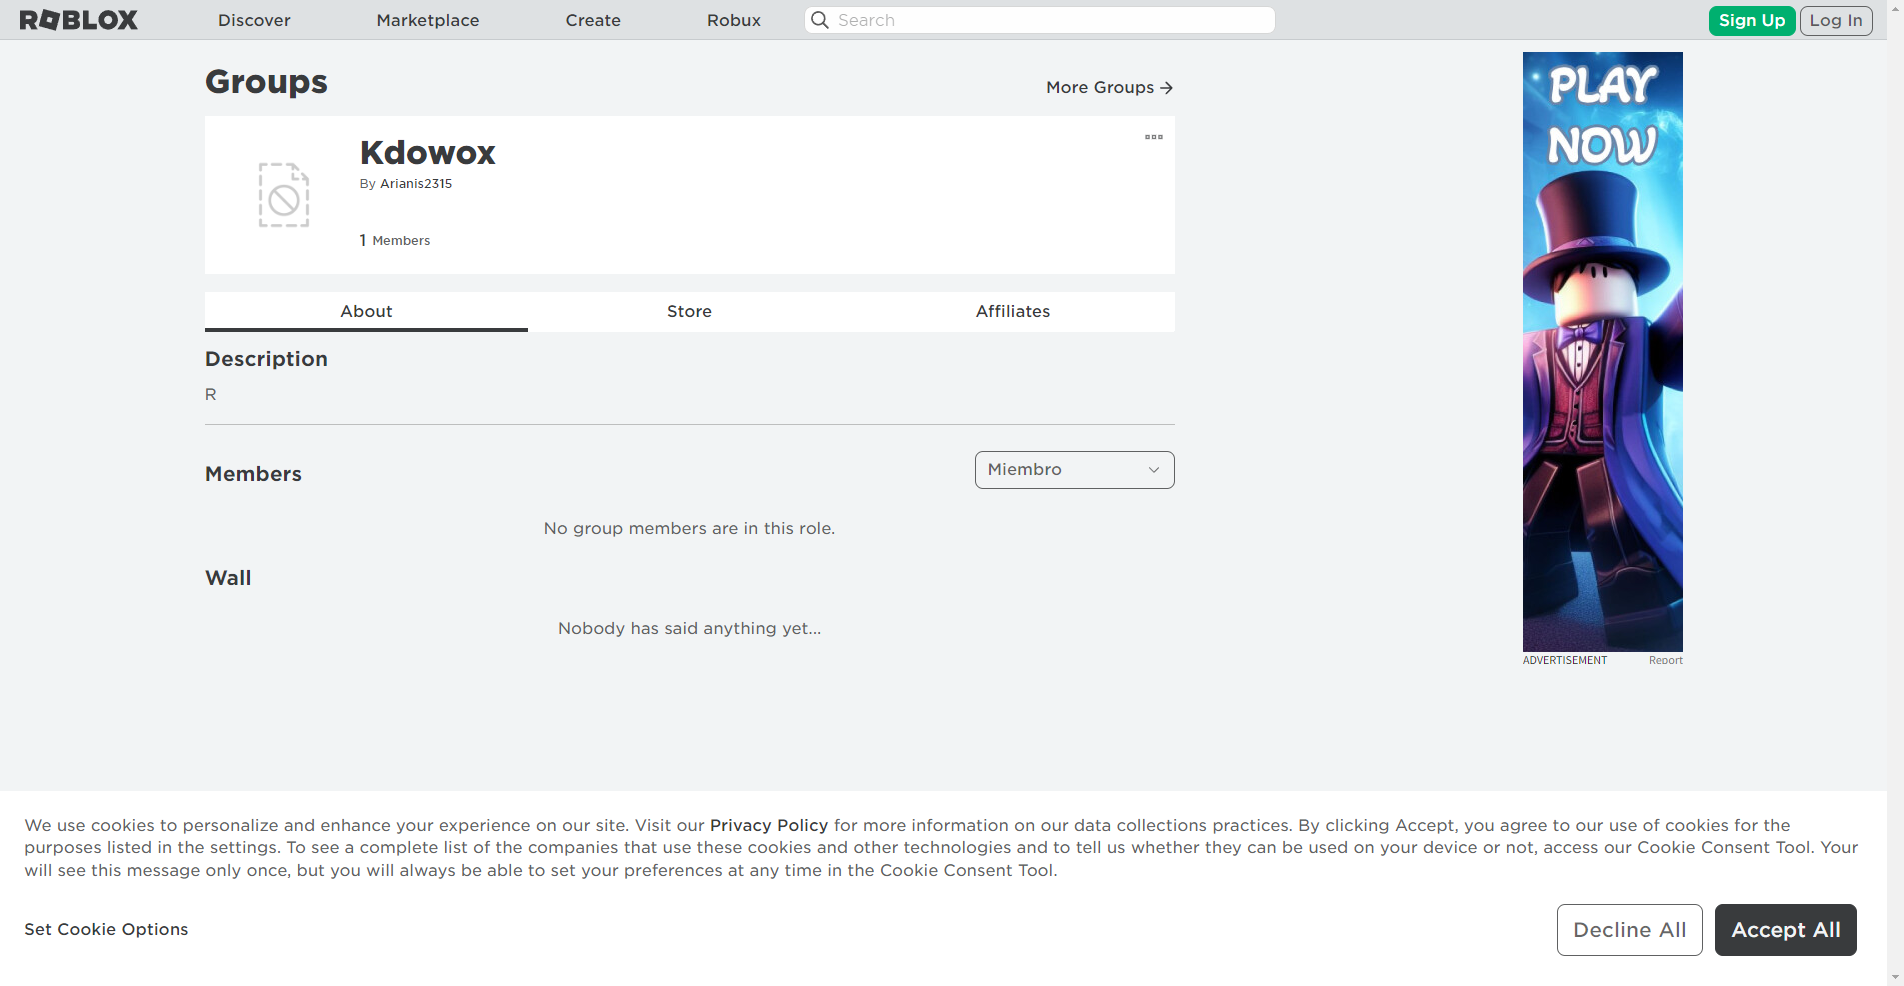 ROBLOX Discover Marketplace Create Robux Search Sign Up Log In
Groups
More Groups
Kdowox
By Arianis2315
1 Members
About Store Affiliates
Description
R
Members
Miembro
No group members are in this role.
Wall
Nobody has said anything yet...
PLAY
NOW
ADVERTISEMENT Report
We use cookies to personalize and enhance your experience on our site. Visit our Privacy Policy for more information on our data collections practices. By clicking Accept, you agree to our use of cookies for the
purposes listed in the settings. To see a complete list of the companies that use these cookies and other technologies and to tell us whether they can be used on your device or not, access our Cookie Consent Tool. Your
will see this message only once, but you will always be able to set your preferences at any time in the Cookie Consent Tool.
Set Cookie Options
Decline All
Accept All